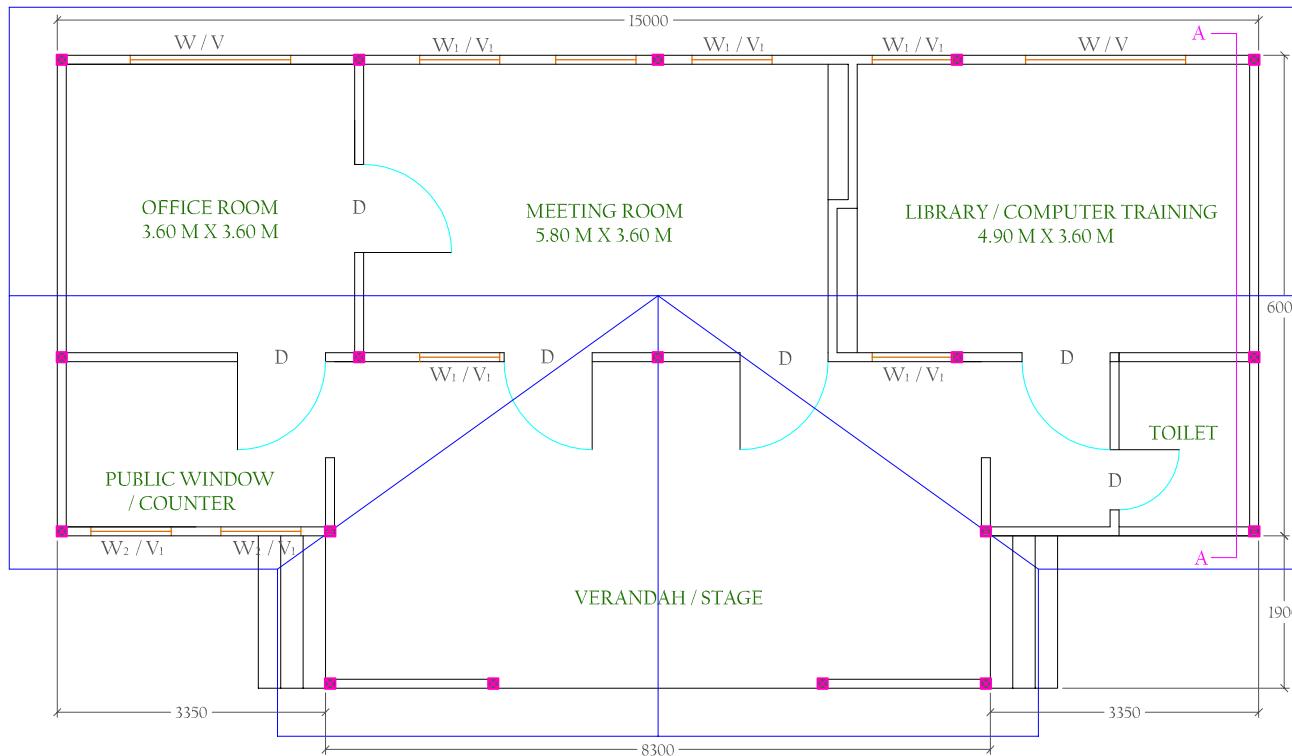 15000
A
W / V
W₁ / V₁
W₁ / V₁
W₁ / V₁
W / V
OFFICE ROOM
3.60 M X 3.60 M
D
MEETING ROOM
5.80 M X 3.60 M
LIBRARY / COMPUTER TRAINING
4.90 M X 3.60 M
600
D
D
D
D
W₁ / V₁
W₁ / V₁
TOILET
PUBLIC WINDOW
/ COUNTER
D
W₂ / V₁
W₂ / V₁
A
VERANDAH / STAGE
190
3350
3350
8300